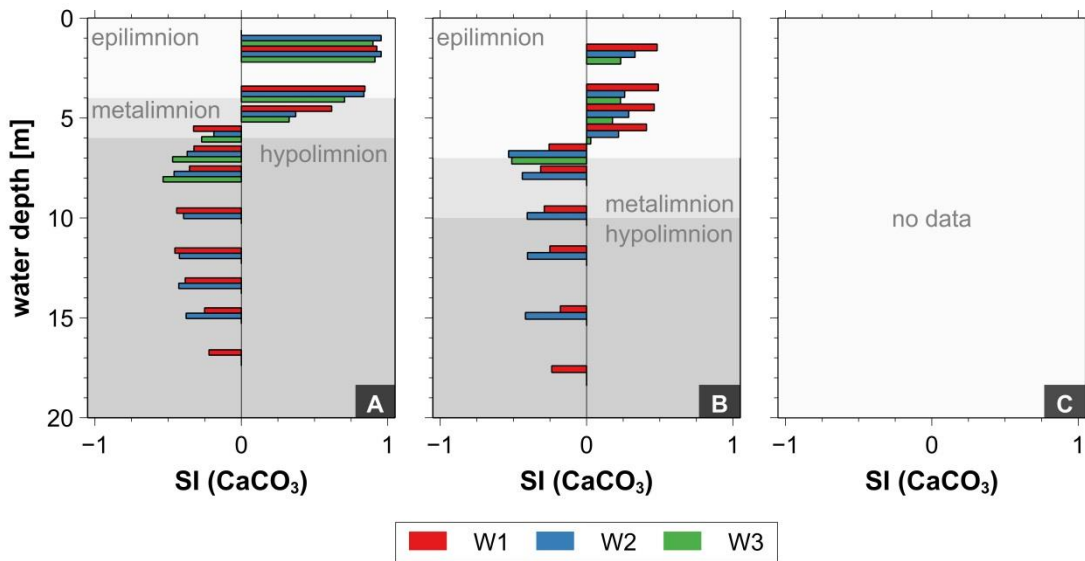 0
5
10
15
20
water depth [m]
epilimnion
metalimnion
hypolimnion
A
−1
0
1
SI (CaCO₃)
epilimnion
metalimnion
hypolimnion
B
−1
0
1
SI (CaCO₃)
no data
C
−1
0
1
SI (CaCO₃)
W1
W2
W3